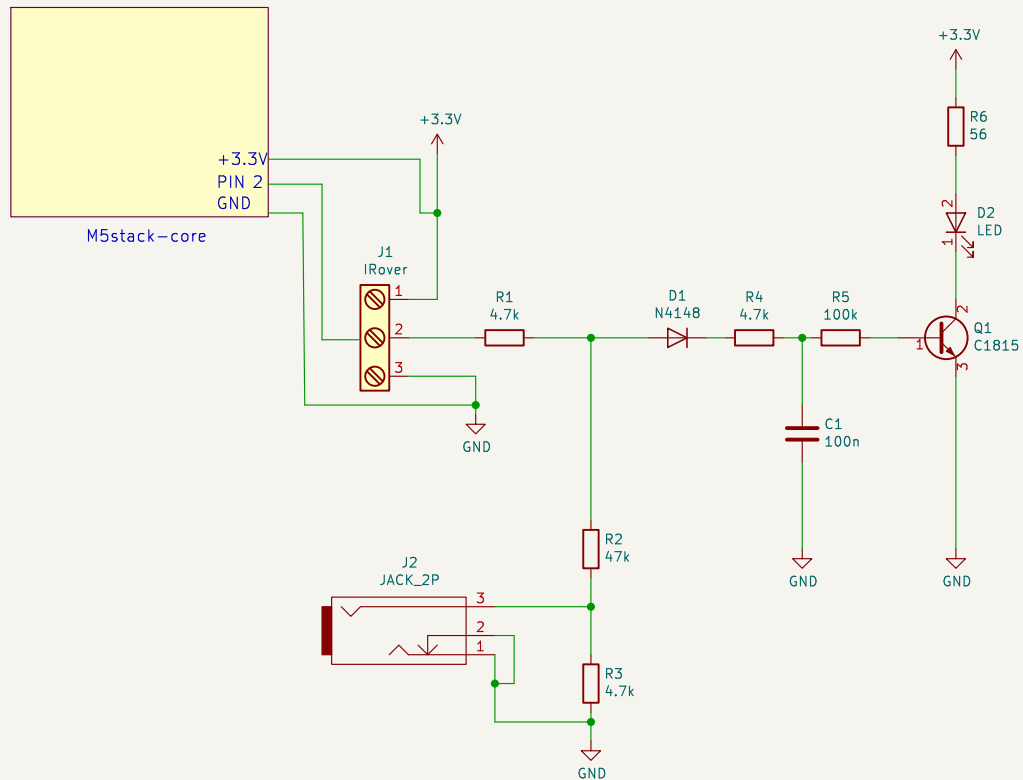 +3.3V
PIN 2
GND
M5stack-core
+3.3V
J1
IRover
1
2
3
GND
R1
4.7k
D1
N4148
R4
4.7k
R5
100k
+3.3V
R6
56
2
1
D2
LED
2
1
3
Q1
C1815
C1
100n
GND
GND
R2
47k
J2
JACK_2P
3
2
1
R3
4.7k
GND